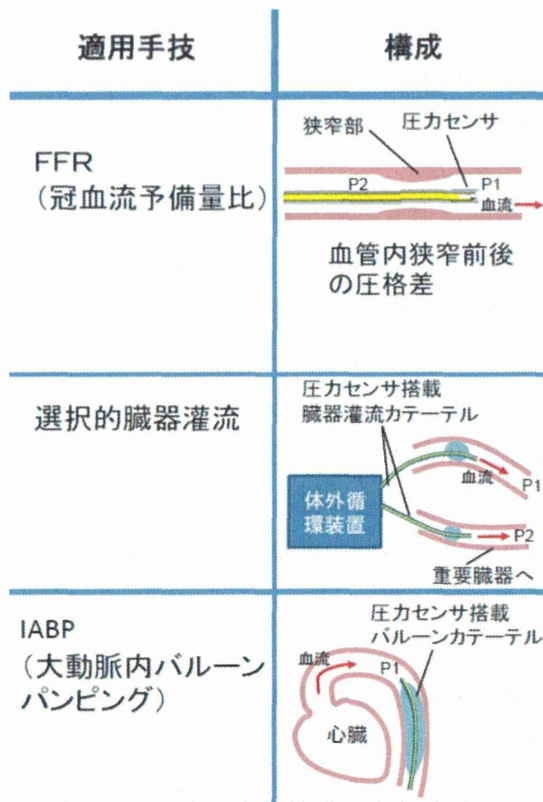 適用手技
構成
FFR
（冠血流予備量比）
狭窄部
圧力センサ
P2
P1
血流
血管内狭窄前後
の圧格差
選択的臓器灌流
圧力センサ搭載
臓器灌流カテーテル
体外循
環装置
血流
P1
P2
重要臓器へ
IABP
（大動脈内バルーン
パンピング）
圧力センサ搭載
バルーンカテーテル
血流
P1
心臓